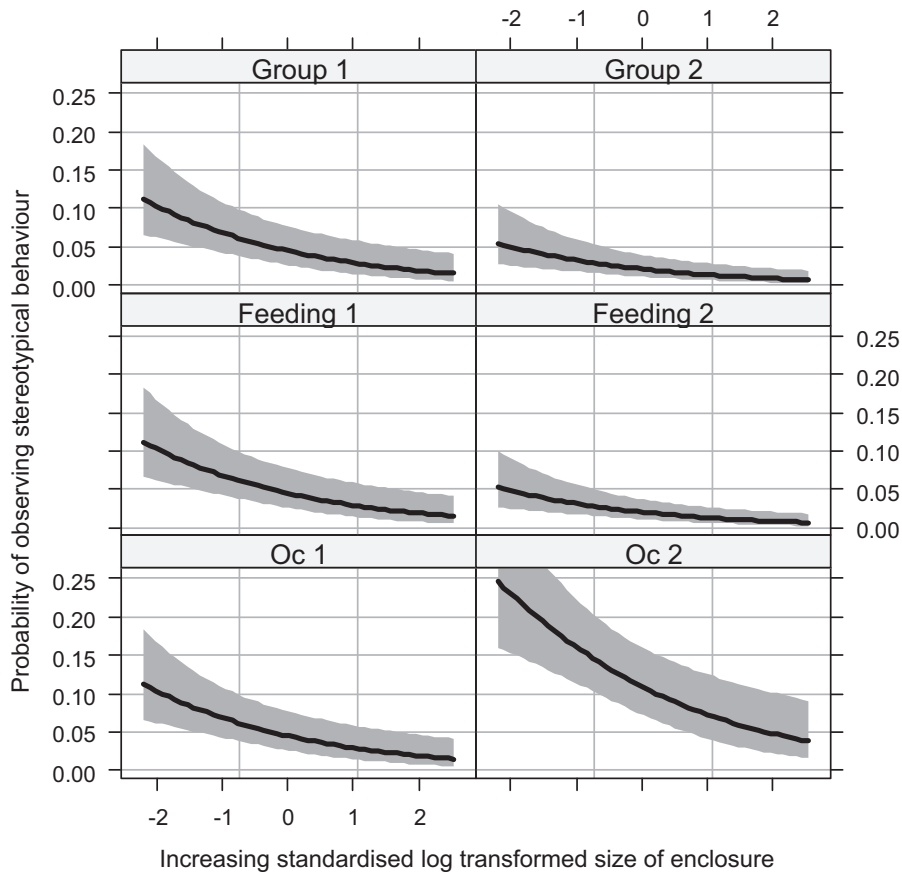 -2 -1 0 1 2
Group 1 Group 2
0.25
0.20
0.15
0.10
0.05
0.00
Feeding 1 Feeding 2
0.25
0.20
0.15
0.10
0.05
0.00
Oc 1 Oc 2
0.25
0.20
0.15
0.10
0.05
0.00
-2 -1 0 1 2
Probability of observing stereotypical behaviour
Increasing standardised log transformed size of enclosure